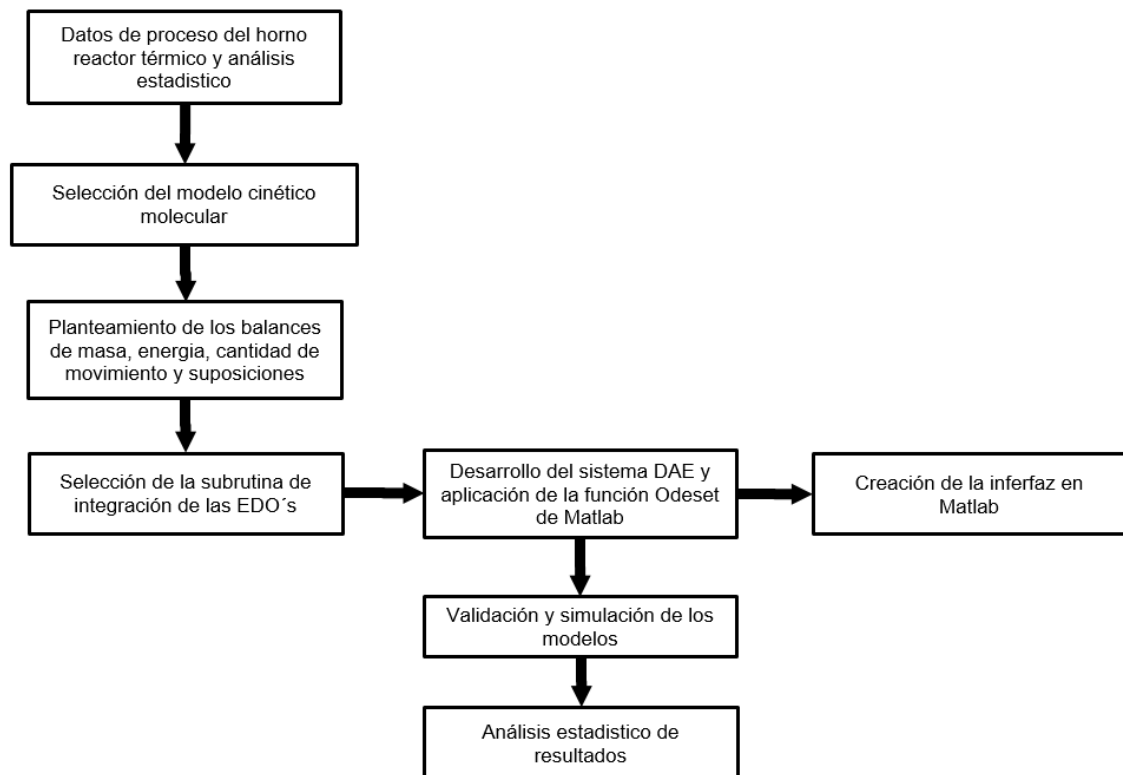 Datos de proceso del horno
reactor térmico y análisis
estadistico
Selección del modelo cinético
molecular
Planteamiento de los balances
de masa, energia, cantidad de
movimiento y suposiciones
Selección de la subrutina de
integración de las EDO´s
Desarrollo del sistema DAE y
aplicación de la función Odeset
de Matlab
Creación de la inferfaz en
Matlab
Validación y simulación de los
modelos
Análisis estadistico de
resultados